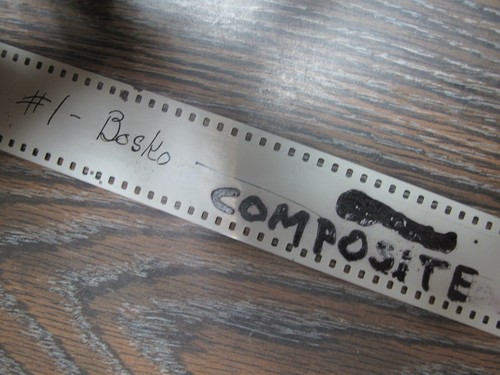 #1 - Bosko —
COMPOSiTE